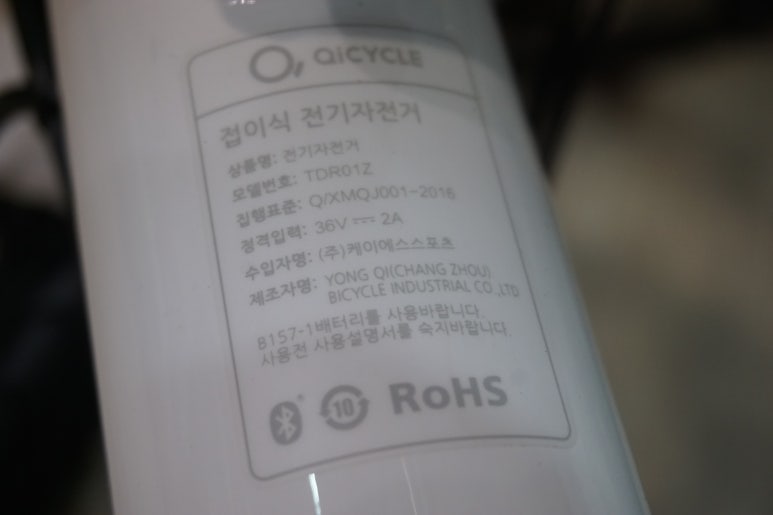 QiCYCLE
접이식 전기자전거
상품명: 전기자전거
모델번호: TDR01Z
집행표준: Q/XMQJ001-2016
정격입력: 36V ⎓ 2A
수입자명: (주)케이에스스포츠
제조자명: YONG QI(CHANG ZHOU)
BICYCLE INDUSTRIAL CO.,LTD
B157-1배터리를 사용바랍니다.
사용전 사용설명서를 숙지바랍니다.
10 RoHS